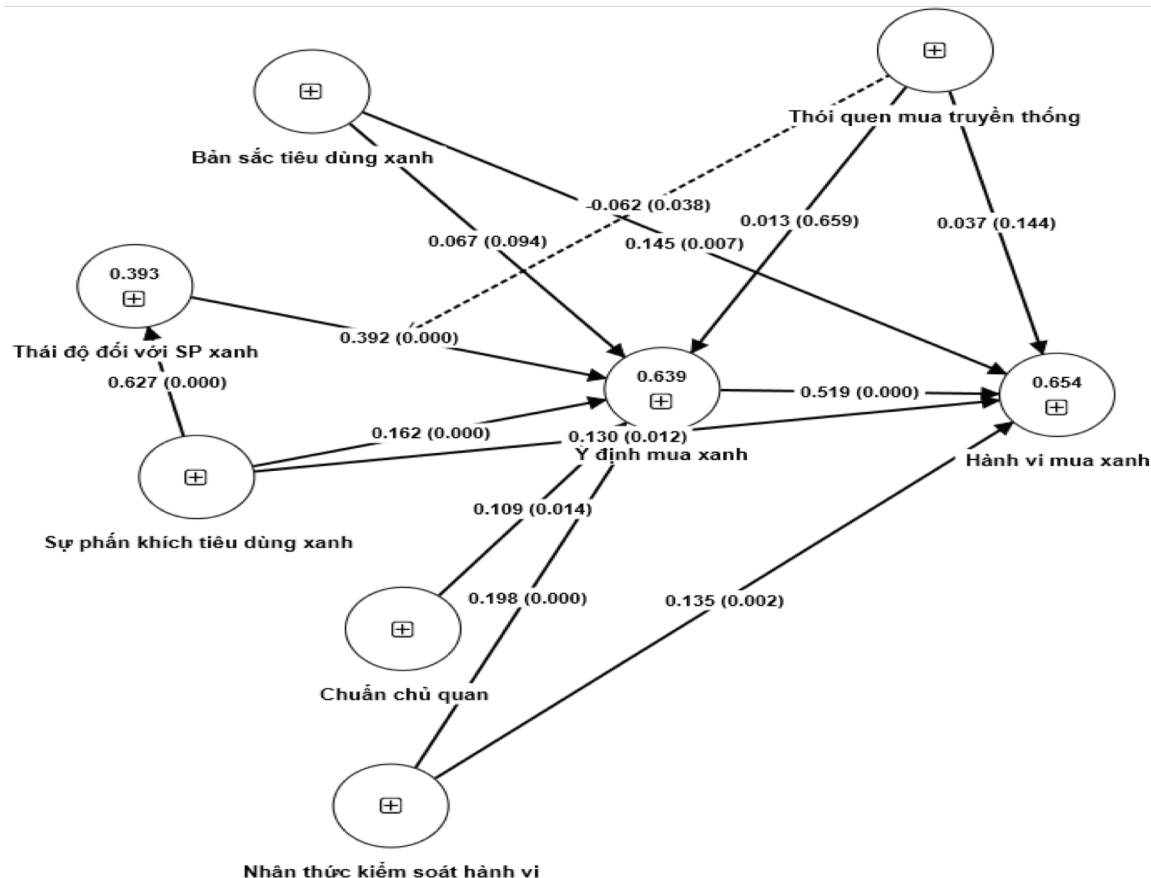 Thói quen mua truyền thống
Bản sắc tiêu dùng xanh
-0.062 (0.038)
0.013 (0.659)
0.037 (0.144)
0.067 (0.094)
0.145 (0.007)
0.393
0.392 (0.000)
Thái độ đối với SP xanh
0.627 (0.000)
0.639
0.519 (0.000)
0.654
0.162 (0.000)
0.130 (0.012)
Ý định mua xanh
Hành vi mua xanh
0.109 (0.014)
Sự phấn khích tiêu dùng xanh
0.198 (0.000)
0.135 (0.002)
Chuẩn chủ quan
Nhân thức kiểm soát hành vi